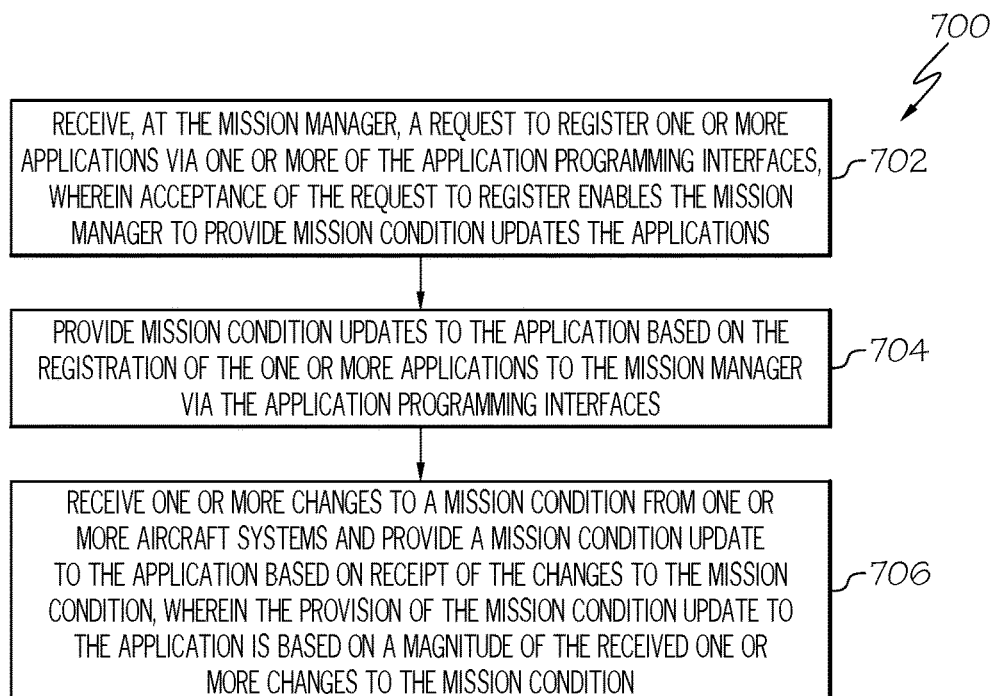 700
RECEIVE, AT THE MISSION MANAGER, A REQUEST TO REGISTER ONE OR MORE
APPLICATIONS VIA ONE OR MORE OF THE APPLICATION PROGRAMMING INTERFACES,
WHEREIN ACCEPTANCE OF THE REQUEST TO REGISTER ENABLES THE MISSION
MANAGER TO PROVIDE MISSION CONDITION UPDATES THE APPLICATIONS
702
PROVIDE MISSION CONDITION UPDATES TO THE APPLICATION BASED ON THE
REGISTRATION OF THE ONE OR MORE APPLICATIONS TO THE MISSION MANAGER
VIA THE APPLICATION PROGRAMMING INTERFACES
704
RECEIVE ONE OR MORE CHANGES TO A MISSION CONDITION FROM ONE OR
MORE AIRCRAFT SYSTEMS AND PROVIDE A MISSION CONDITION UPDATE
TO THE APPLICATION BASED ON RECEIPT OF THE CHANGES TO THE MISSION
CONDITION, WHEREIN THE PROVISION OF THE MISSION CONDITION UPDATE TO
THE APPLICATION IS BASED ON A MAGNITUDE OF THE RECEIVED ONE OR
MORE CHANGES TO THE MISSION CONDITION
706